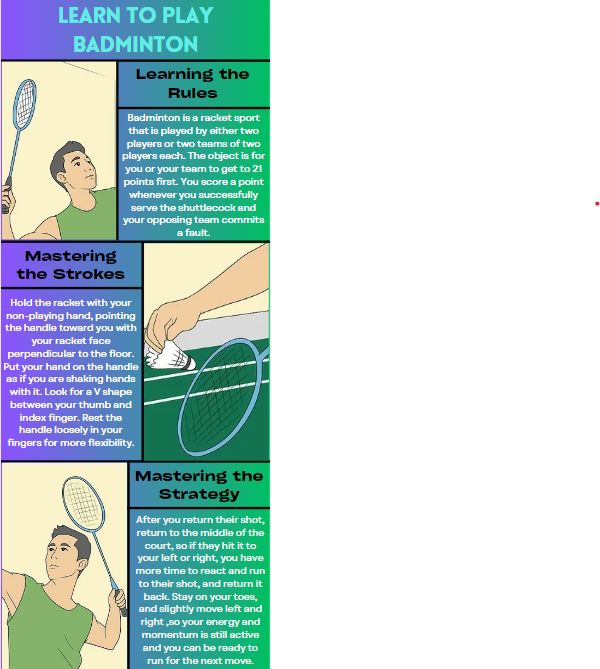 LEARN TO PLAY
BADMINTON
Learning the
Rules
Badminton is a racket sport
that is played by either two
players or two teams of two
players each. The object is for
you or your team to get to 21
points first. You score a point
whenever you successfully
serve the shuttlecock and
your opposing team commits
a fault.
Mastering
the Strokes
Hold the racket with your
non-playing hand, pointing
the handle toward you with
your racket face
perpendicular to the floor.
Put your hand on the handle
as if you are shaking hands
with it. Look for a V shape
between your thumb and
index finger. Rest the
handle loosely in your
fingers for more flexibility.
Mastering the
Strategy
After you return their shot,
return to the middle of the
court, so if they hit it to
your left or right, you have
more time to react and run
to their shot, and return it
back. Stay on your toes,
and slightly move left and
right ,so your energy and
momentum is still active
and you can be ready to
run for the next move.